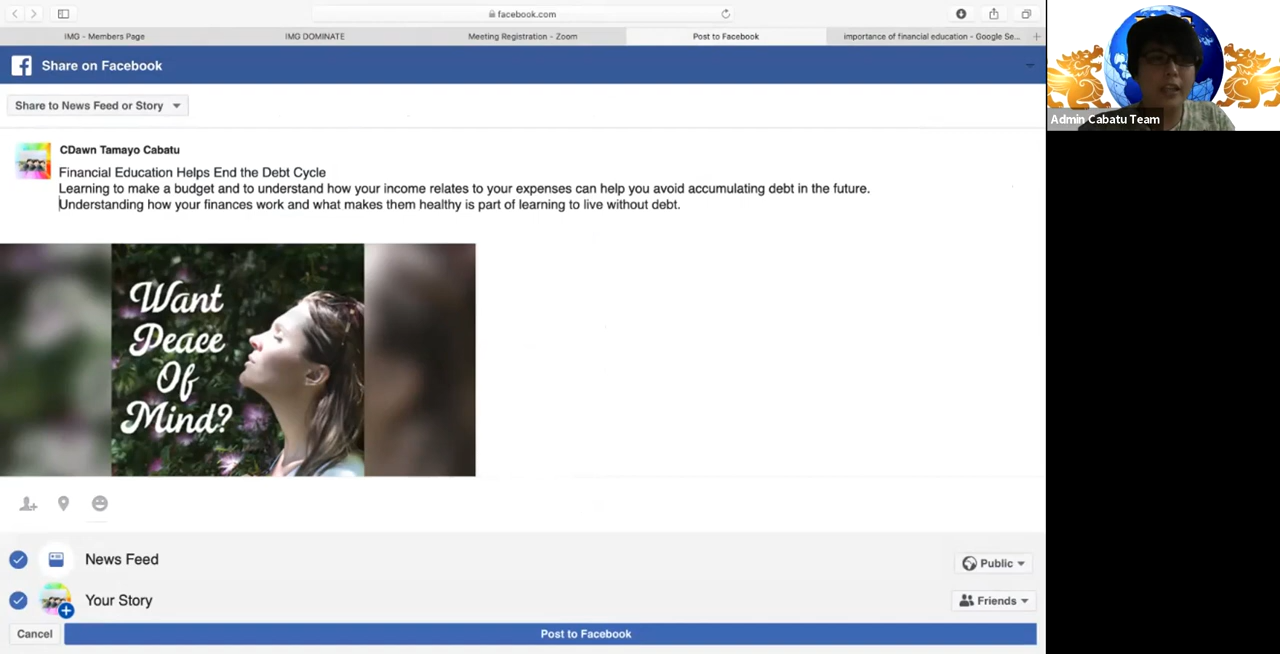 facebook.com
IMG - Members Page
IMG DOMINATE
Meeting Registration - Zoom
Post to Facebook
importance of financial education - Google Se...
Share on Facebook
Share to News Feed or Story
CDawn Tamayo Cabatu
Financial Education Helps End the Debt Cycle
Learning to make a budget and to understand how your income relates to your expenses can help you avoid accumulating debt in the future.
Understanding how your finances work and what makes them healthy is part of learning to live without debt.
Want
Peace
Of
Mind?
News Feed
Public
Your Story
Friends
Cancel
Post to Facebook
Admin Cabatu Team